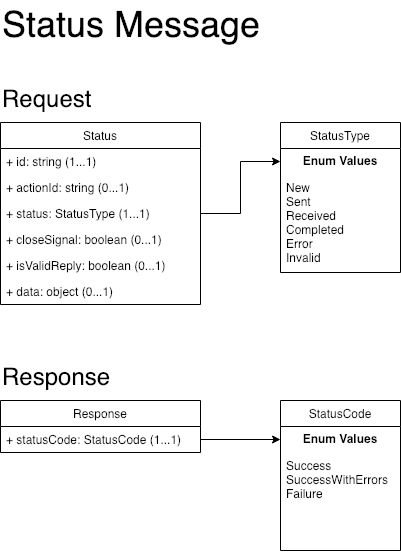 Status Message
Request
Status
+ id: string (1...1)
+ actionId: string (0...1)
+ status: StatusType (1...1)
+ closeSignal: boolean (0...1)
+ isValidReply: boolean (0...1)
+ data: object (0...1)
StatusType
Enum Values
New
Sent
Received
Completed
Error
Invalid
Response
Response
+ statusCode: StatusCode (1...1)
StatusCode
Enum Values
Success
SuccessWithErrors
Failure